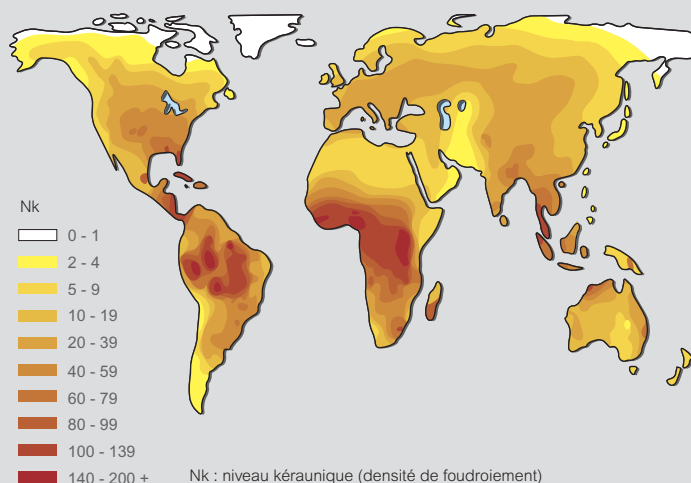 Nk
0 - 1
2 - 4
5 - 9
10 - 19
20 - 39
40 - 59
60 - 79
80 - 99
100 - 139
140 - 200 +
Nk : niveau kéraunique (densité de foudroiement)